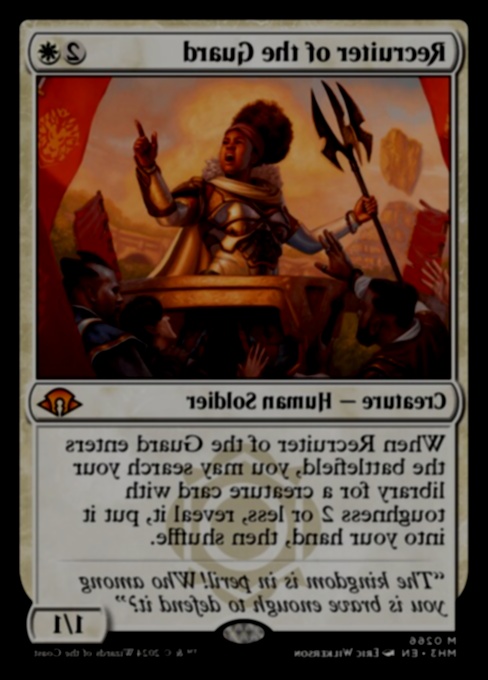 Recruiter of the Guard 2
Creature — Human Soldier
When Recruiter of the Guard enters
the battlefield, you may search your
library for a creature card with
toughness 2 or less, reveal it, put it
into your hand, then shuffle.
“The kingdom is in peril! Who among
you is brave enough to defend it?”
1/1
M 0266
MH3 • EN Eric Wilkerson
™ & © 2024 Wizards of the Coast